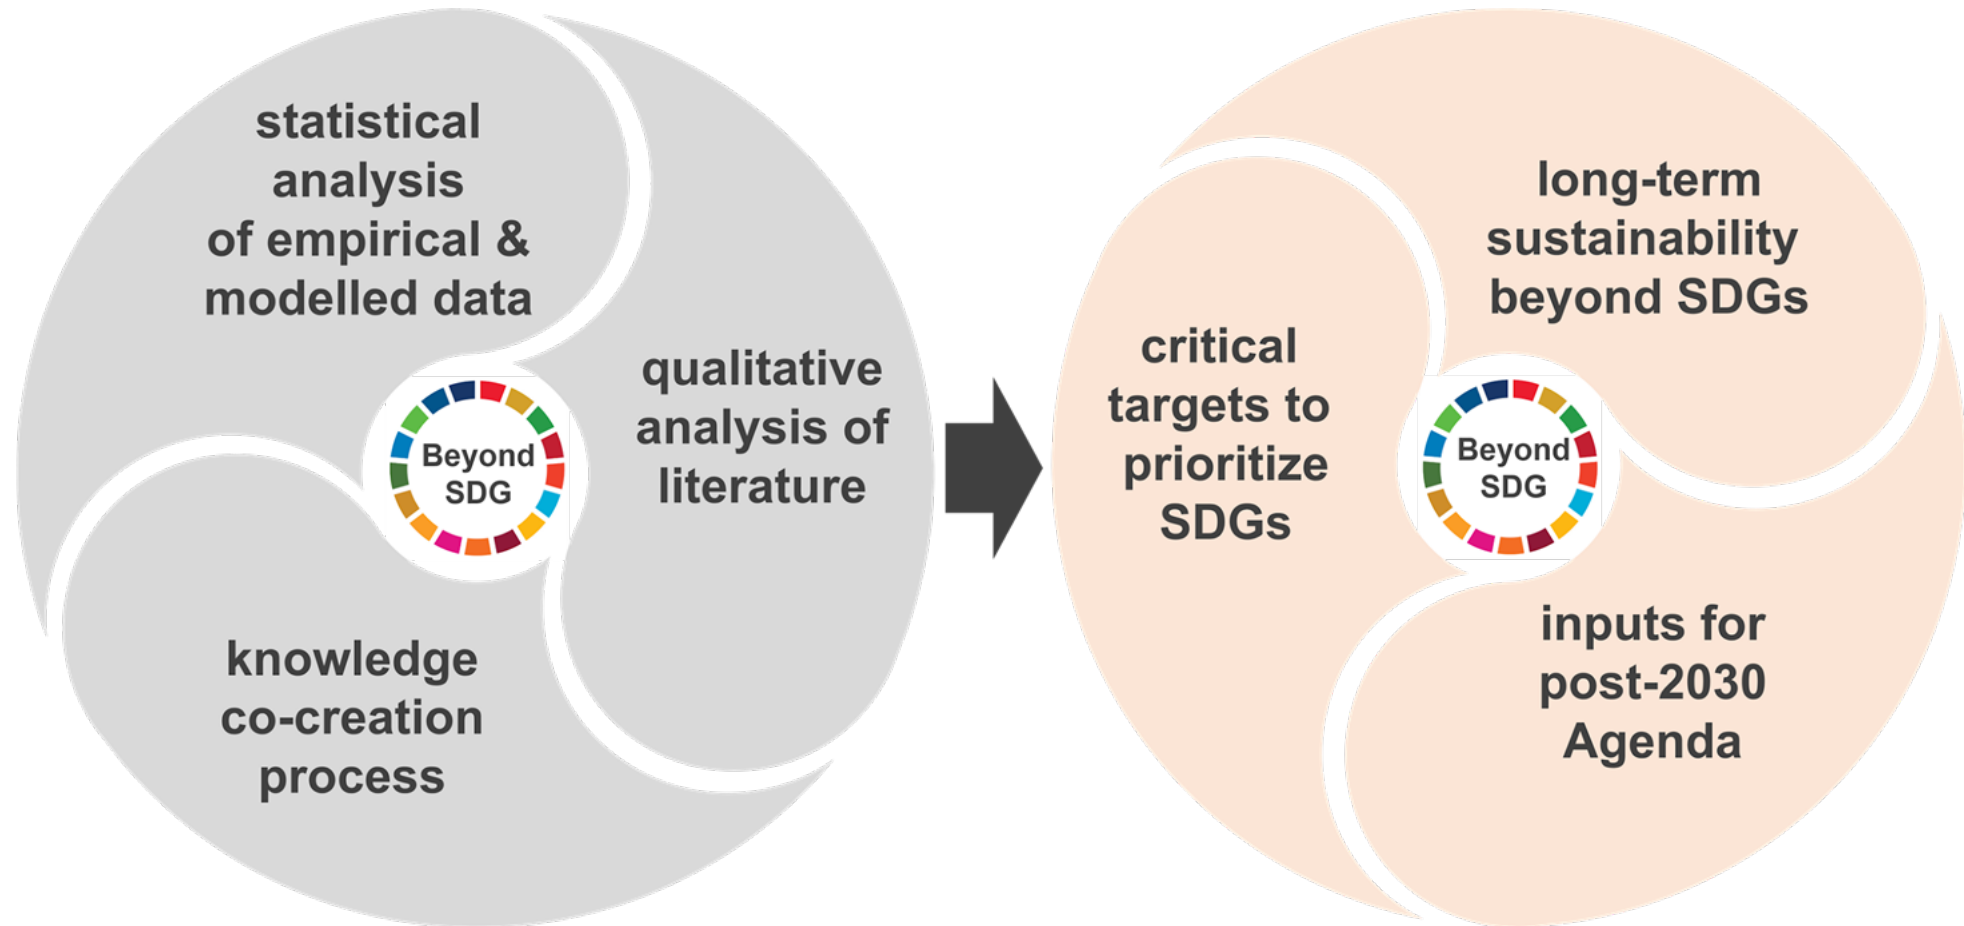 statistical
analysis
of empirical &
modelled data
qualitative
analysis of
literature
knowledge
co-creation
process
Beyond
SDG
critical
targets to
prioritize
SDGs
long-term
sustainability
beyond SDGs
inputs for
post-2030
Agenda
Beyond
SDG